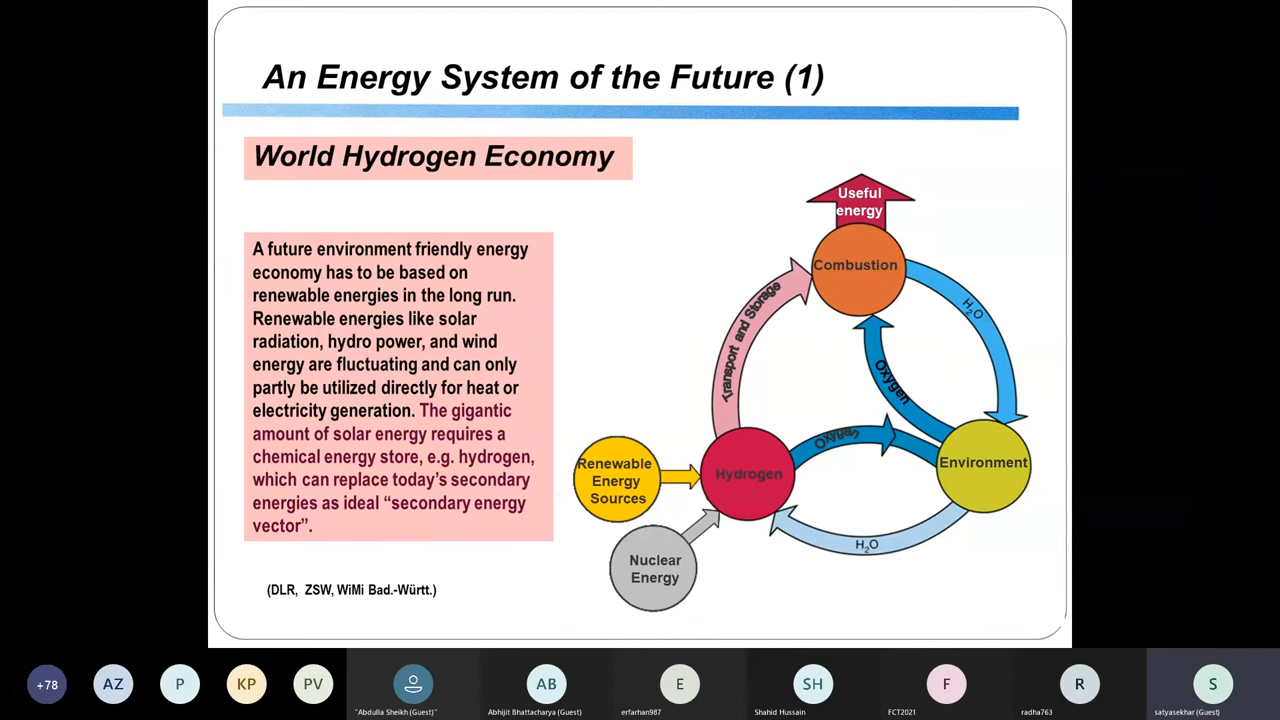 An Energy System of the Future (1)
World Hydrogen Economy
A future environment friendly energy
economy has to be based on
renewable energies in the long run.
Renewable energies like solar
radiation, hydro power, and wind
energy are fluctuating and can only
partly be utilized directly for heat or
electricity generation. The gigantic
amount of solar energy requires a
chemical energy store, e.g. hydrogen,
which can replace today's secondary
energies as ideal “secondary energy
vector”.
(DLR, ZSW, WiMi Bad.-Württ.)
Useful
energy
Combustion
Transport and Storage
H2O
Oxygen
Oxygen
Environment
Hydrogen
Renewable
Energy
Sources
H2O
Nuclear
Energy
+78
AZ
P
KP
PV
AB
E
SH
F
R
S
"Abdulla Sheikh (Guest)"
Abhijit Bhattacharya (Guest)
erfarhan987
Shahid Hussain
FCT2021
radha763
satyasekhar (Guest)